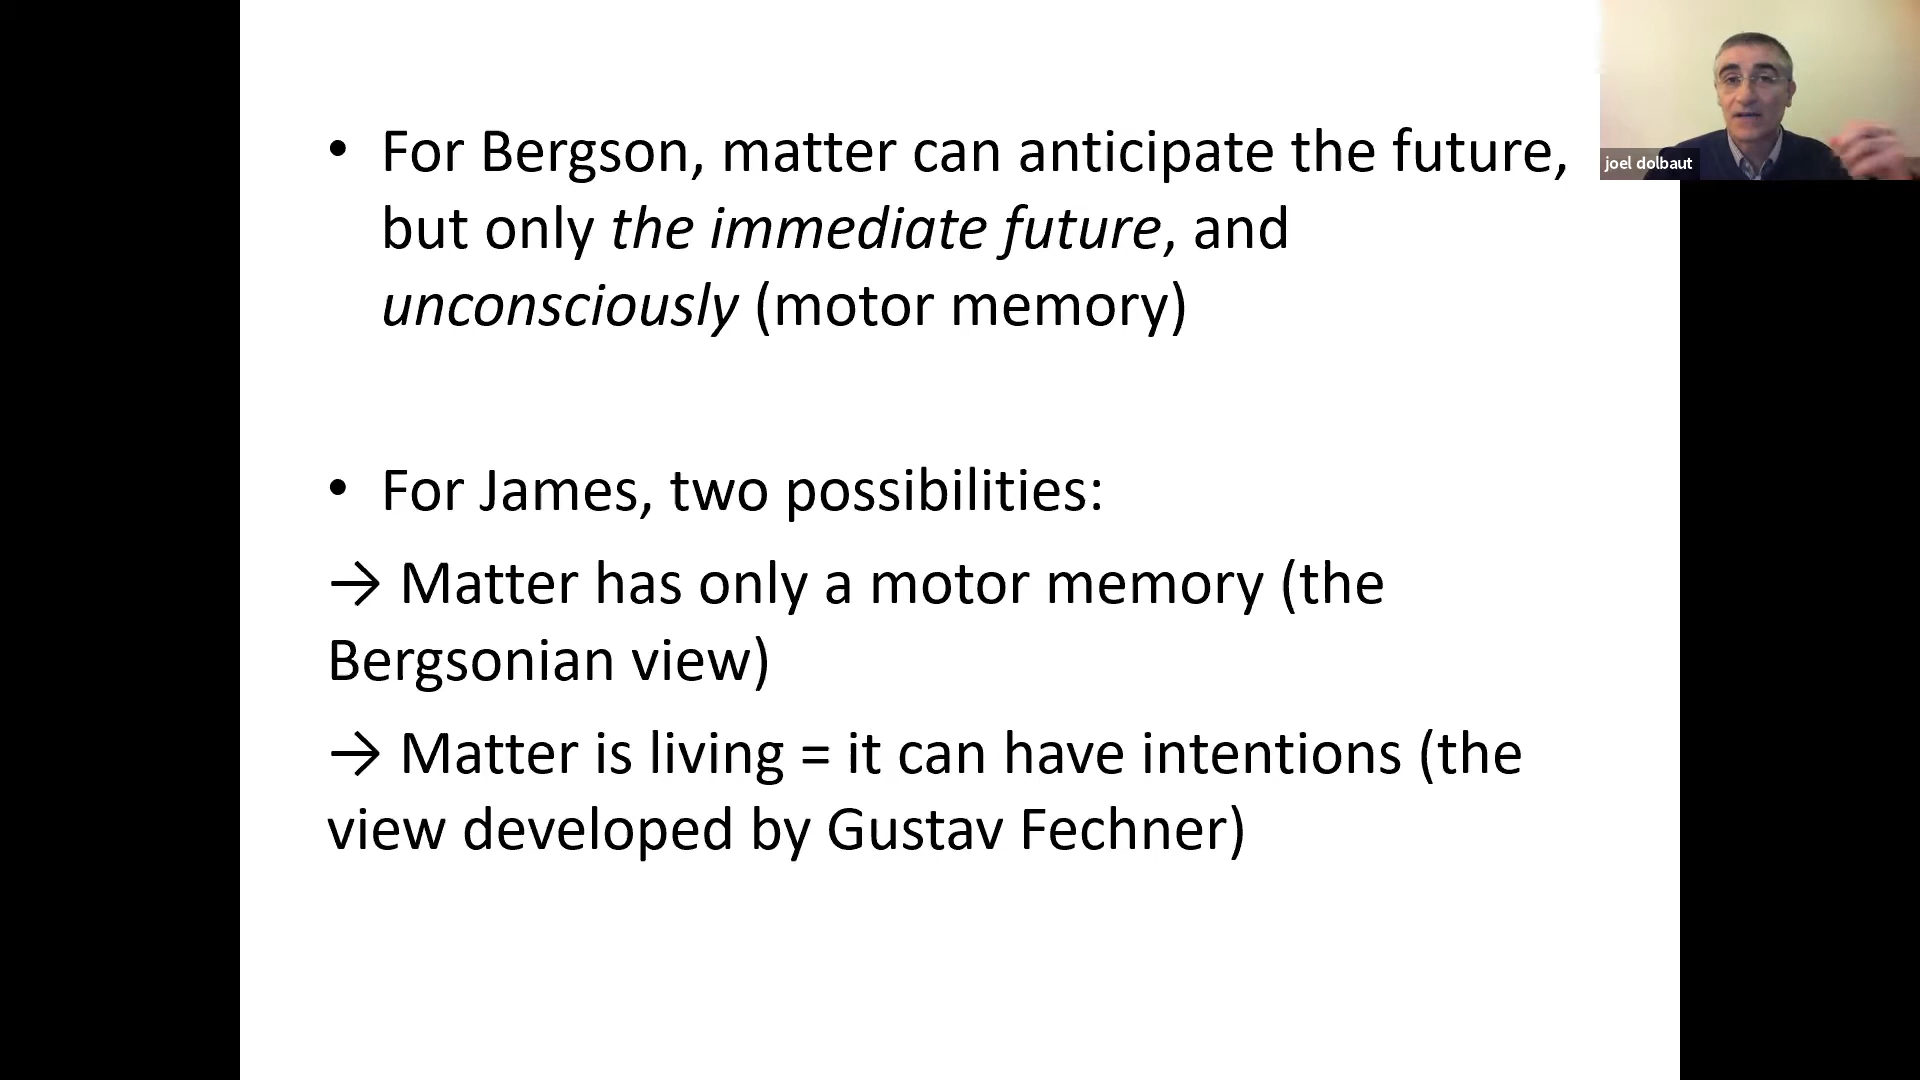 • For Bergson, matter can anticipate the future,
but only the immediate future, and
unconsciously (motor memory)
• For James, two possibilities:
→ Matter has only a motor memory (the
Bergsonian view)
→ Matter is living = it can have intentions (the
view developed by Gustav Fechner)
joel dolbaut